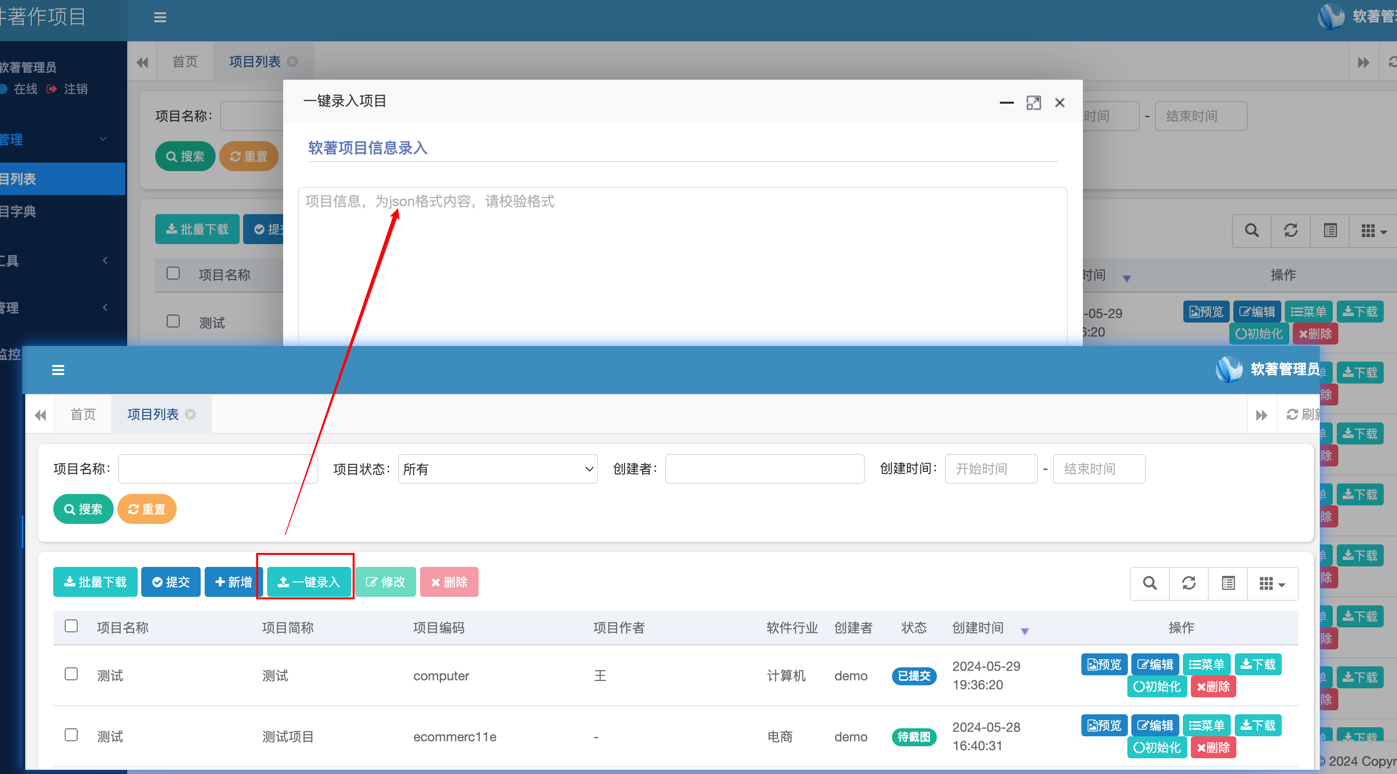 件著作项目
软著管
软著管理员
在线 注销
首页
项目列表
管理
目列表
目字典
工具
管理
监控
项目名称：
时间 - 结束时间
搜索 重置
批量下载 提交
项目名称
时间 操作
测试
-05-29
6:20
预览 编辑 菜单 下载
初始化 删除
一键录入项目
软著项目信息录入
项目信息，为json格式内容，请校验格式
单 下载
除
单 下载
除
单 下载
除
单 下载
除
单 下载
除
单 下载
除
下载
© 2024 Copyr
软著管理员
首页
项目列表
刷新
项目名称： 项目状态： 所有 创建者： 创建时间： 开始时间 - 结束时间
搜索 重置
批量下载 提交 新增 一键录入 修改 删除
项目名称 项目简称 项目编码 项目作者 软件行业 创建者 状态 创建时间 操作
测试 测试 computer 王 计算机 demo 已提交 2024-05-29
19:36:20
预览 编辑 菜单 下载
初始化 删除
测试 测试项目 ecommerc11e - 电商 demo 待截图 2024-05-28
16:40:31
预览 编辑 菜单 下载
初始化 删除